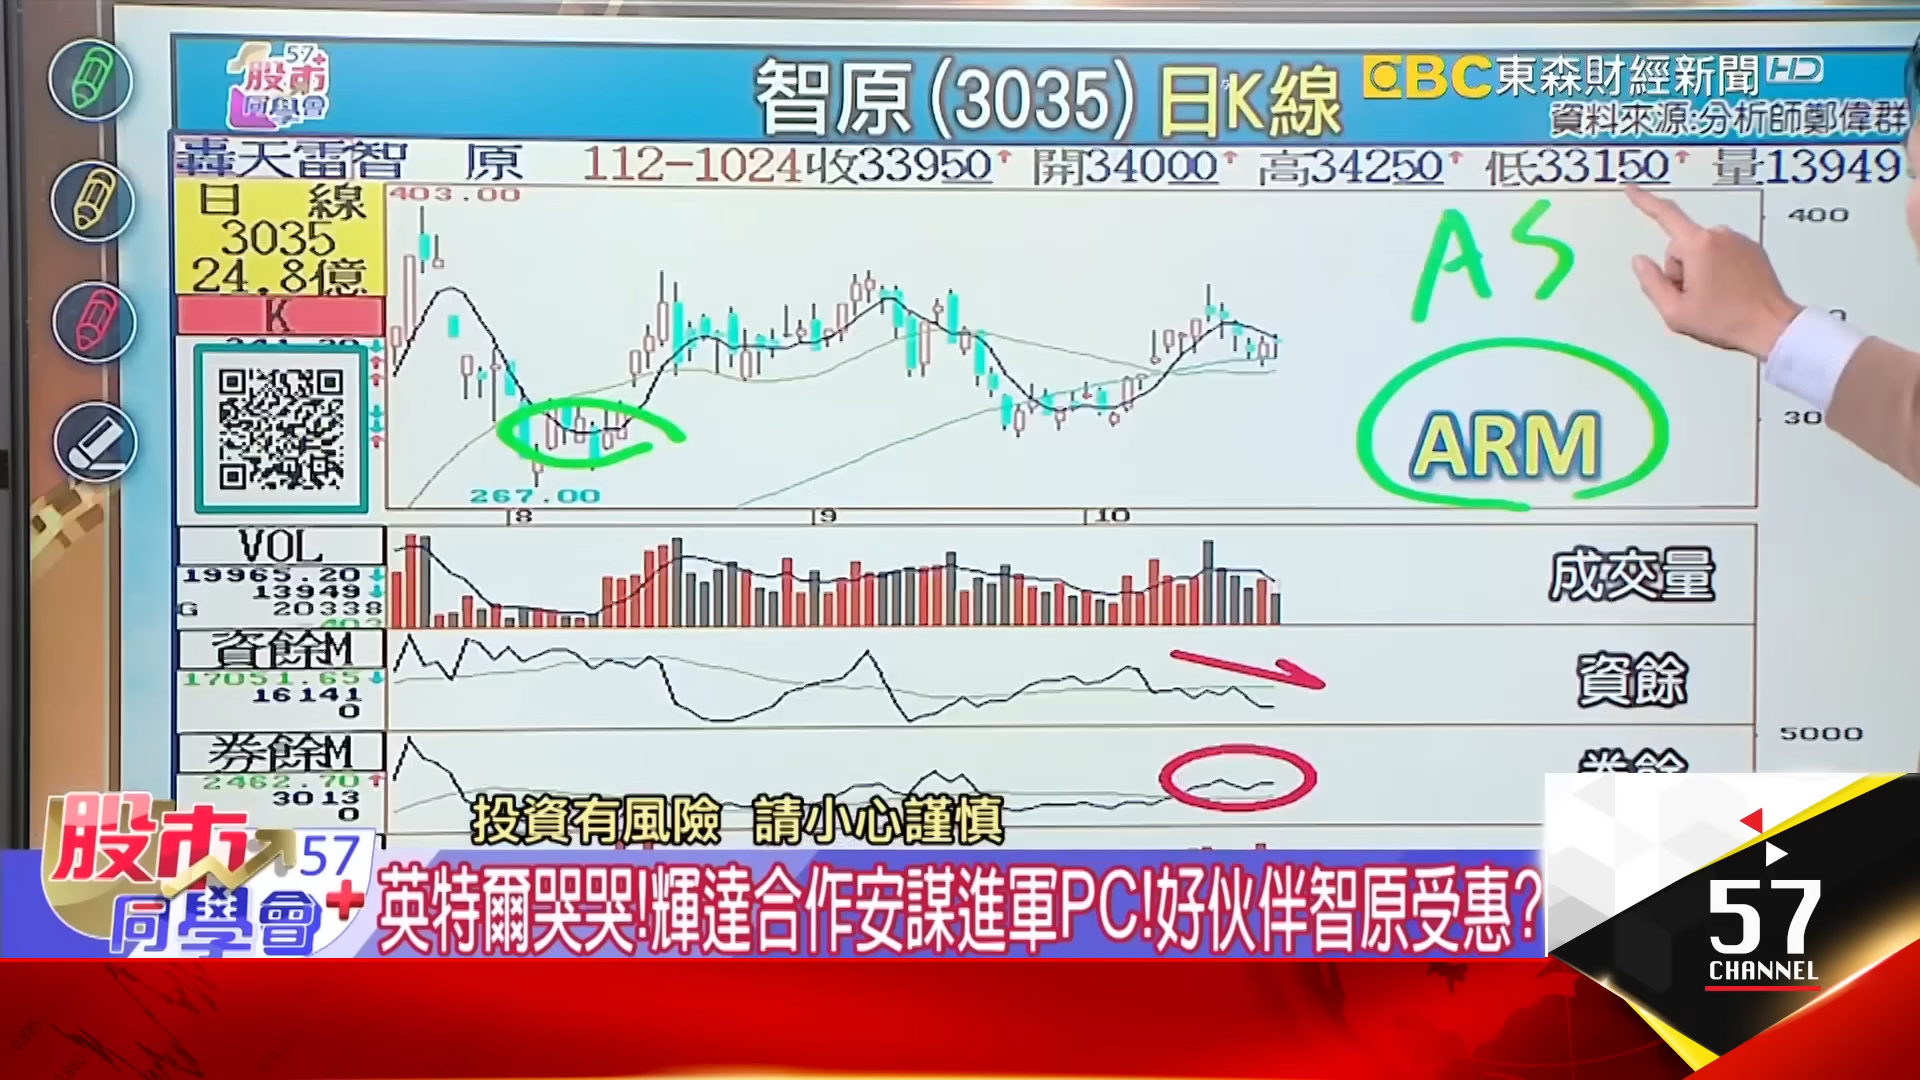 57+
股市
同學會
智原(3035)日K線
EBC東森財經新聞HD
資料來源:分析師鄭偉群
轟天雷智 原 112-1024收33950↑ 開34000↑ 高34250↑ 低33150↑ 量13949
日 線
3035
24.8億
K
403.00
400
AS
ARM
30
267.00
8
9
10
VOL
19965.20↓
13949↓
G 20338
成交量
資餘M
17051.65↓
16141
0
資餘
券餘M
2462.70↑
3013
0
券餘
5000
投資有風險 請小心謹慎
股市
57
同學會+
英特爾哭哭!輝達合作安謀進軍PC!好伙伴智原受惠?
57
CHANNEL